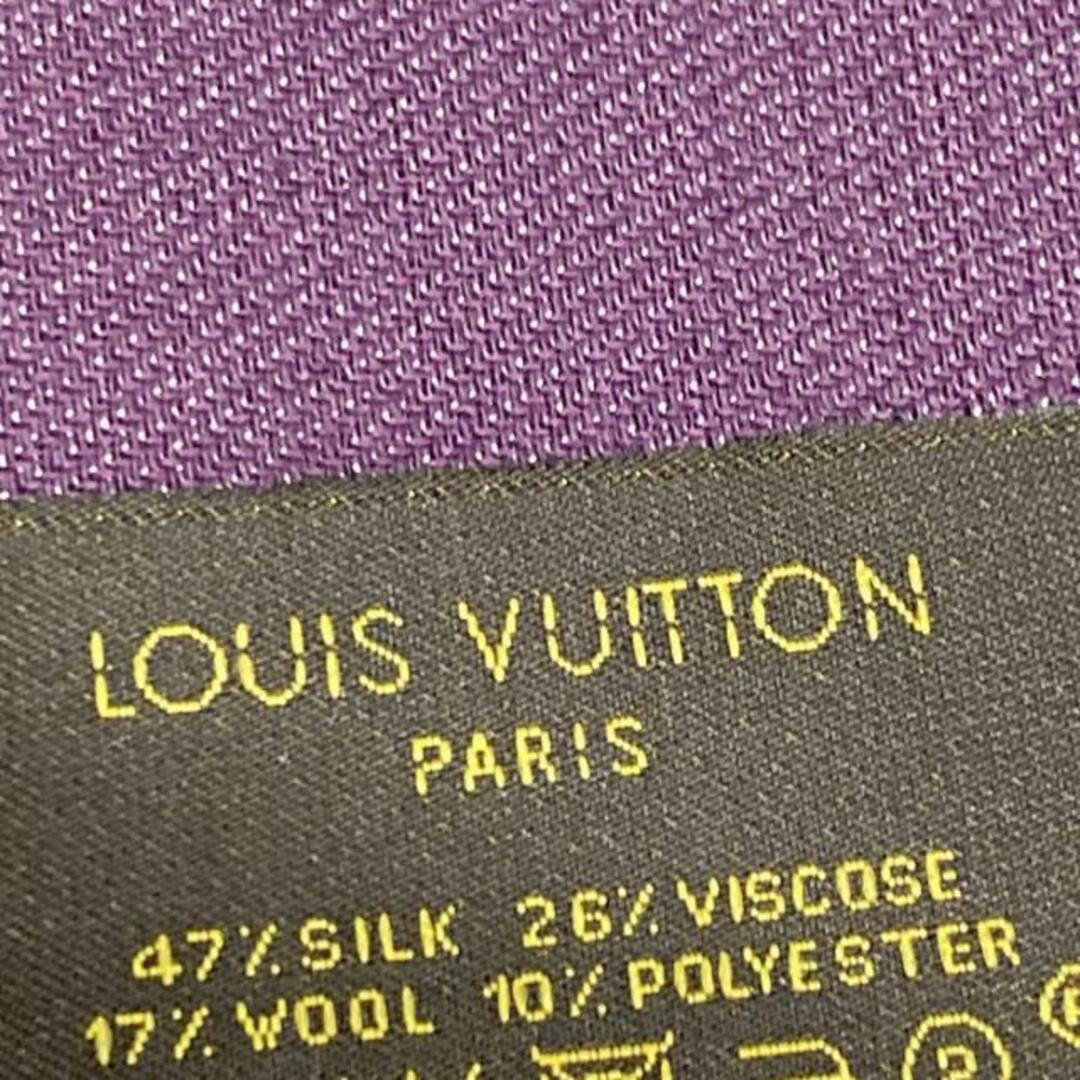 LOUIS VUITTON
PARIS
47% SILK 26% VISCOSE
17% WOOL 10% POLYESTER
P